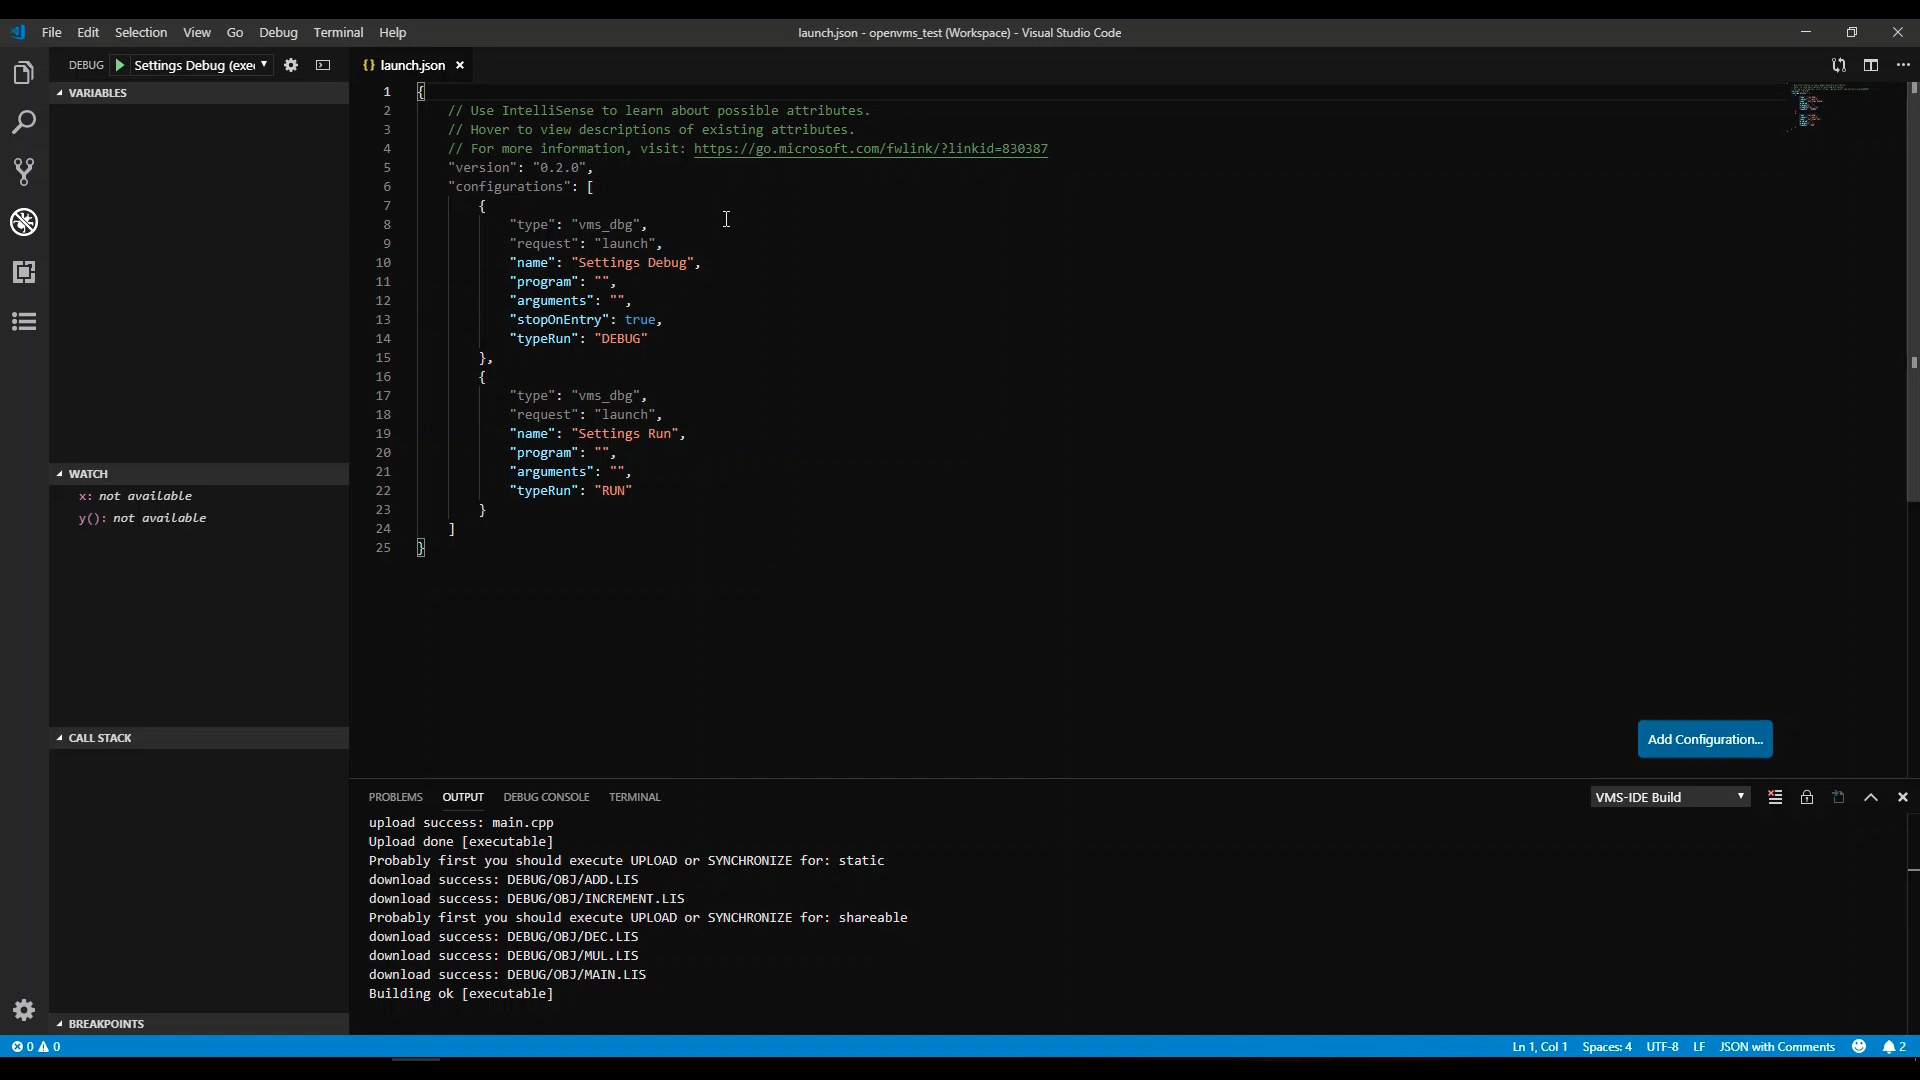 File Edit Selection View Go Debug Terminal Help
launch.json - openvms_test (Workspace) - Visual Studio Code
DEBUG Settings Debug (exec
{} launch.json ×
VARIABLES
WATCH
x: not available
y(): not available
CALL STACK
BREAKPOINTS
1 {
2 // Use IntelliSense to learn about possible attributes.
3 // Hover to view descriptions of existing attributes.
4 // For more information, visit: https://go.microsoft.com/fwlink/?linkid=830387
5 "version": "0.2.0",
6 "configurations": [
7 {
8 "type": "vms_dbg",
9 "request": "launch",
10 "name": "Settings Debug",
11 "program": "",
12 "arguments": "",
13 "stopOnEntry": true,
14 "typeRun": "DEBUG"
15 },
16 {
17 "type": "vms_dbg",
18 "request": "launch",
19 "name": "Settings Run",
20 "program": "",
21 "arguments": "",
22 "typeRun": "RUN"
23 }
24 ]
25 }
Add Configuration...
PROBLEMS OUTPUT DEBUG CONSOLE TERMINAL
VMS-IDE Build
upload success: main.cpp
Upload done [executable]
Probably first you should execute UPLOAD or SYNCHRONIZE for: static
download success: DEBUG/OBJ/ADD.LIS
download success: DEBUG/OBJ/INCREMENT.LIS
Probably first you should execute UPLOAD or SYNCHRONIZE for: shareable
download success: DEBUG/OBJ/DEC.LIS
download success: DEBUG/OBJ/MUL.LIS
download success: DEBUG/OBJ/MAIN.LIS
Building ok [executable]
0 0
Ln 1, Col 1 Spaces: 4 UTF-8 LF JSON with Comments 2